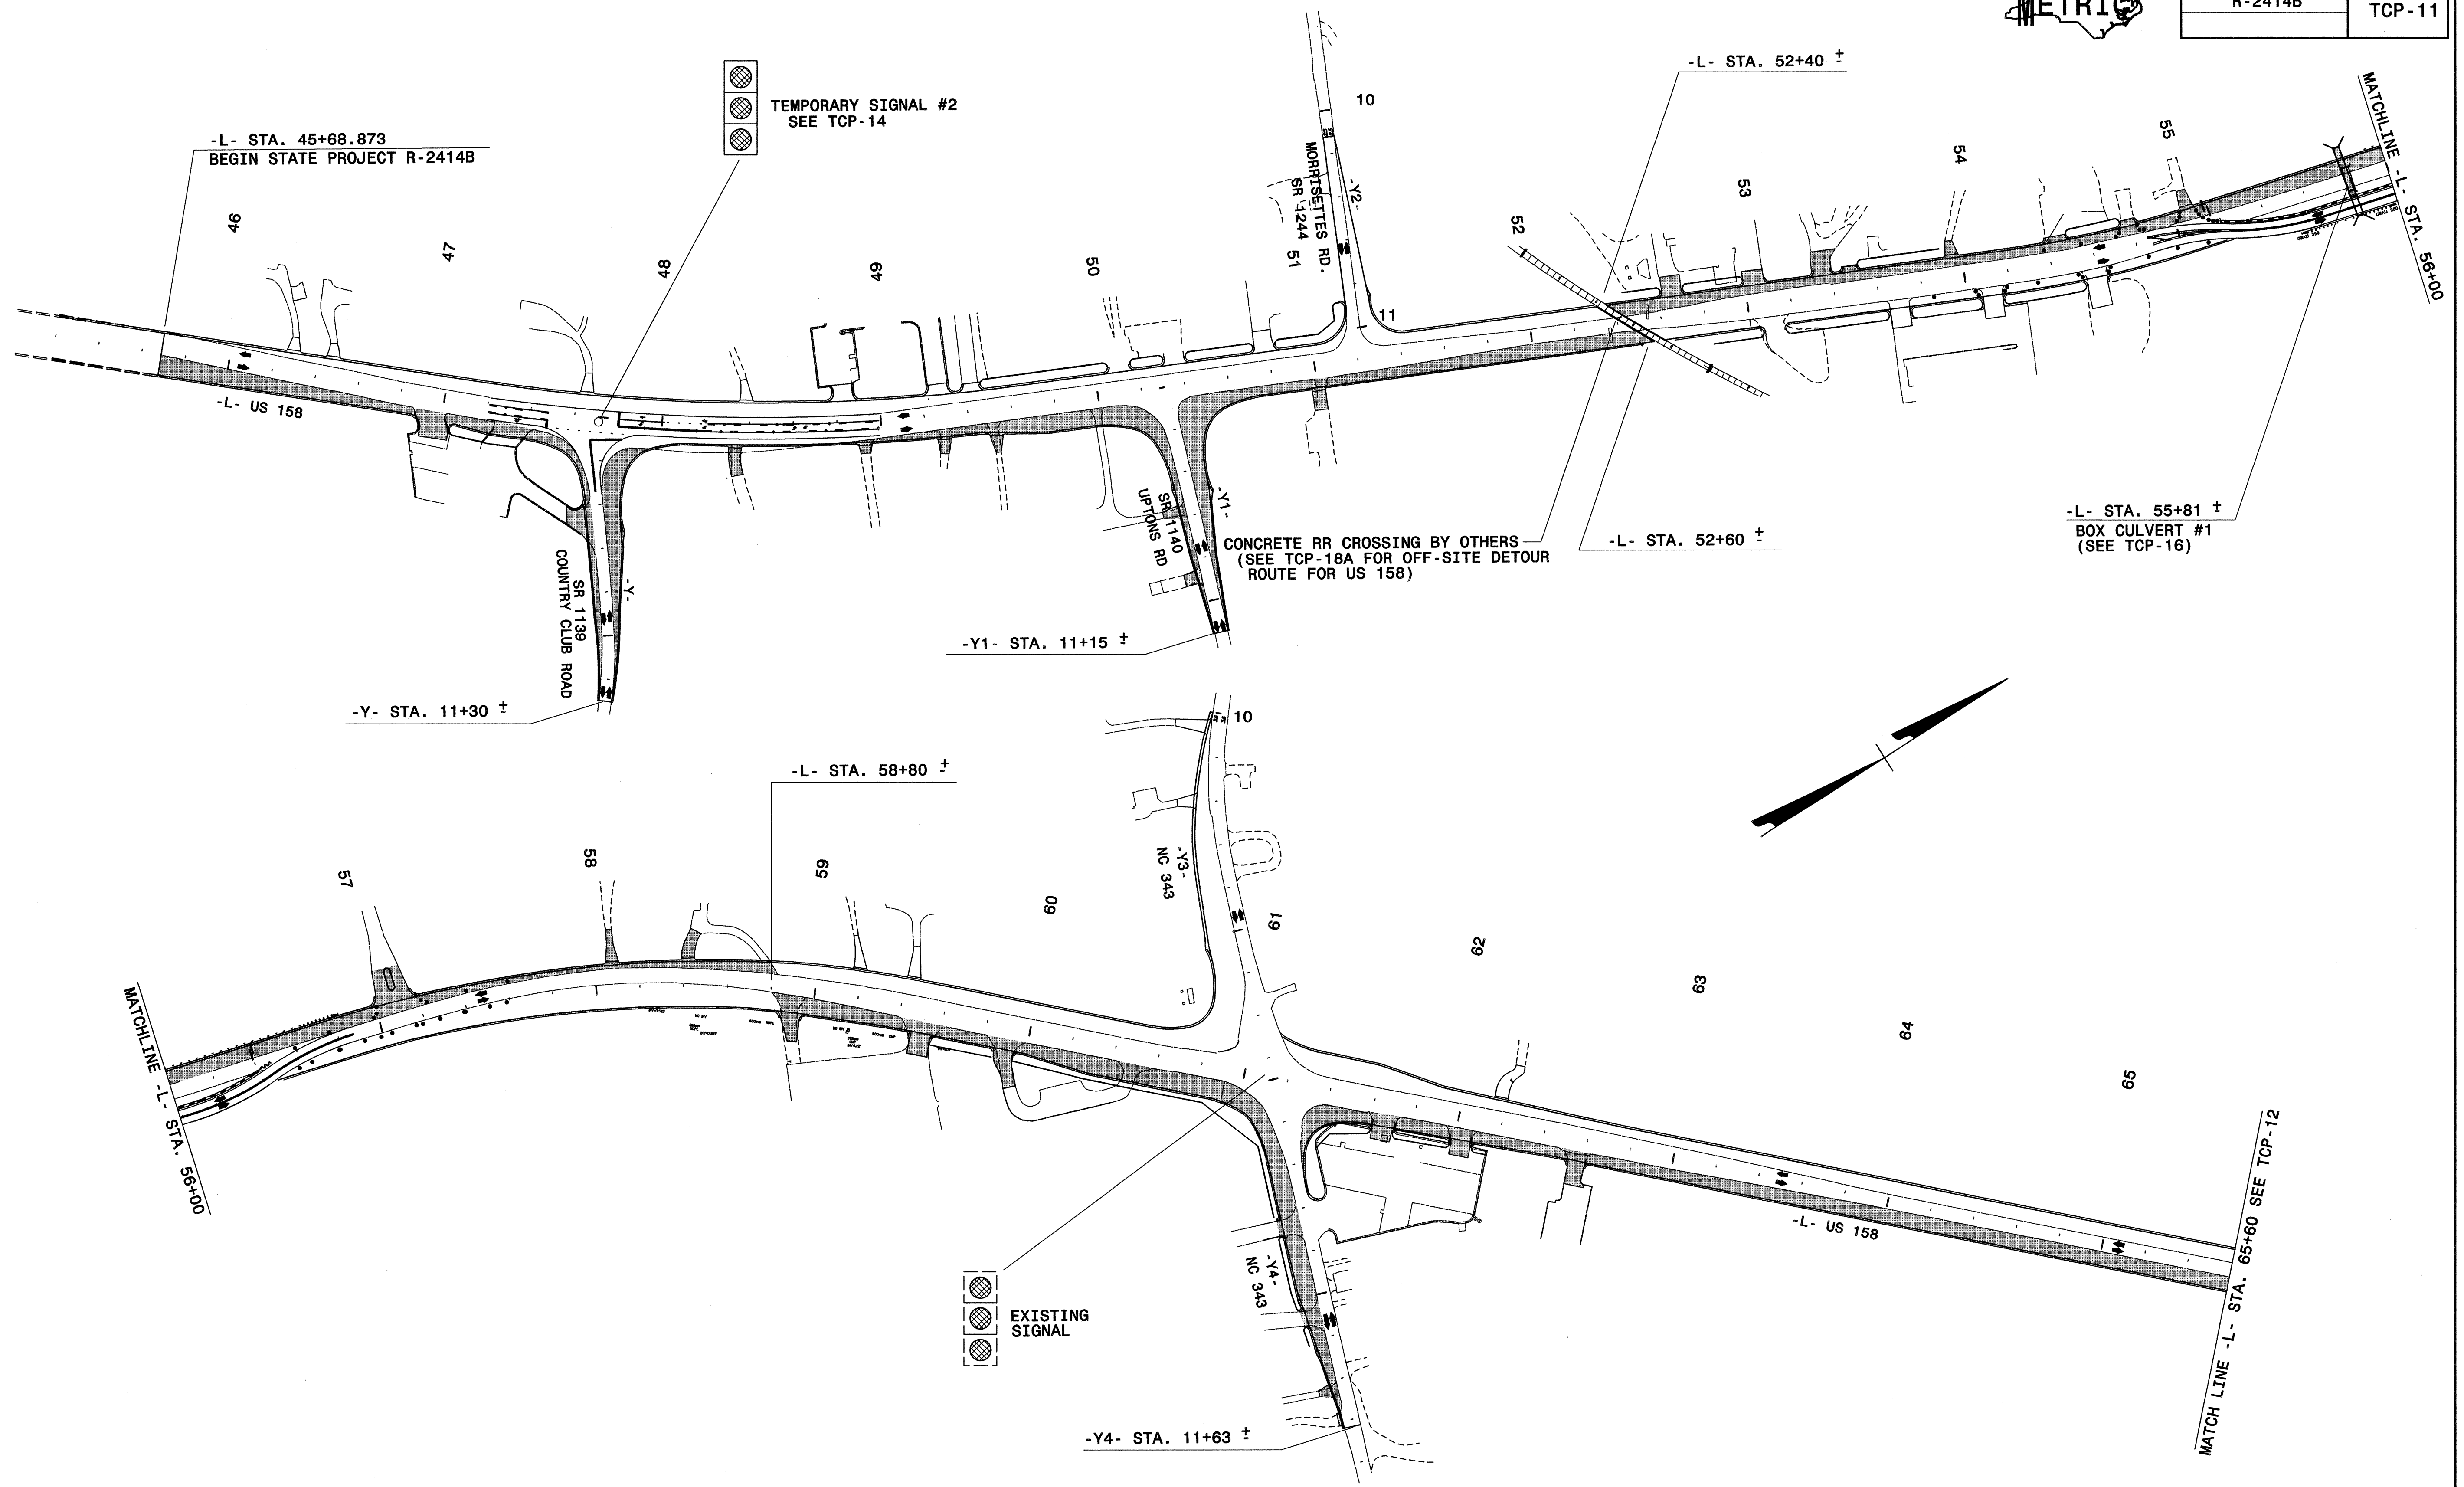 METRIC
R-2414B
TCP-11
-L- STA. 52+40 ±
10
TEMPORARY SIGNAL #2
SEE TCP-14
-L- STA. 45+68.873
BEGIN STATE PROJECT R-2414B
MATCHLINE -L- STA. 56+00
55
54
53
52
MORRISETTES RD.
SR 1244
-Y2-
51
50
49
48
47
46
11
-L- US 158
SR 1140
UPTONS RD
-Y1-
CONCRETE RR CROSSING BY OTHERS
(SEE TCP-18A FOR OFF-SITE DETOUR
ROUTE FOR US 158)
-L- STA. 52+60 ±
-L- STA. 55+81 ±
BOX CULVERT #1
(SEE TCP-16)
SR 1139
COUNTRY CLUB ROAD
-Y-
-Y1- STA. 11+15 ±
-Y- STA. 11+30 ±
10
-L- STA. 58+80 ±
-Y3-
NC 343
57
58
59
60
61
62
63
64
65
MATCHLINE -L- STA. 56+00
-L- US 158
MATCH LINE -L- STA. 65+60 SEE TCP-12
-Y4-
NC 343
EXISTING
SIGNAL
-Y4- STA. 11+63 ±